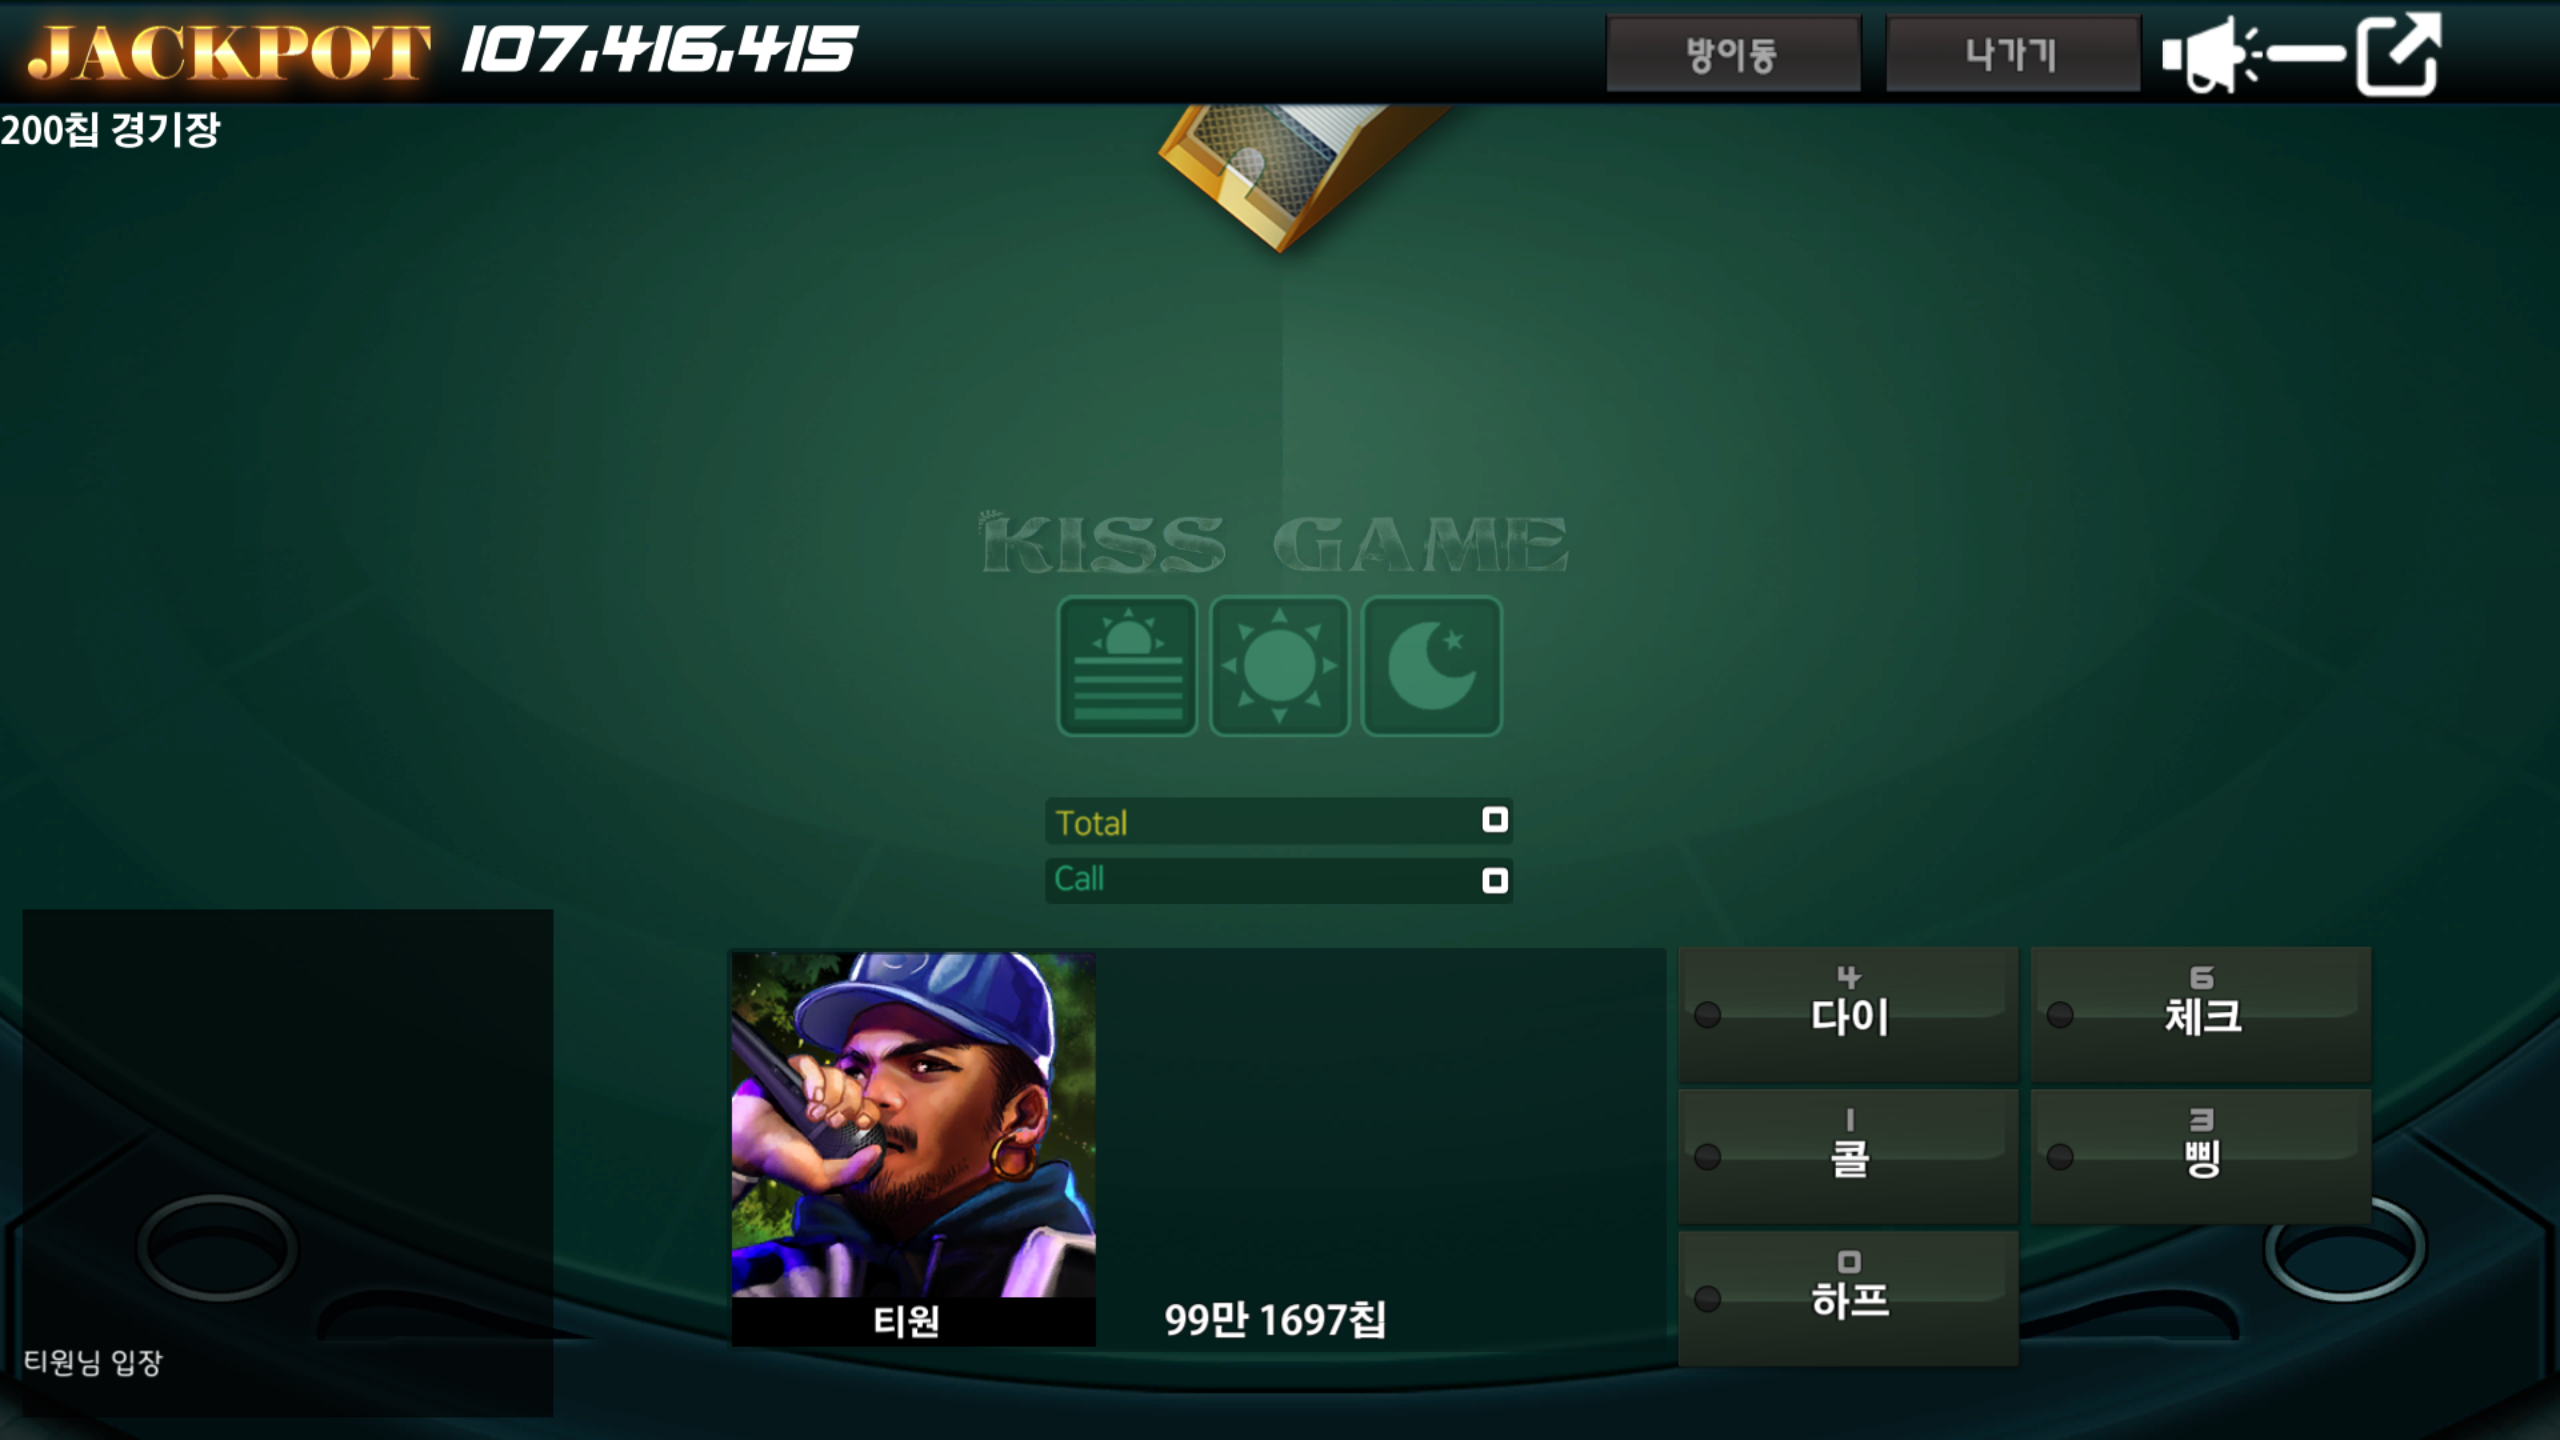 JACKPOT 107,416,415
방이동
나가기
200칩 경기장
KISS GAME
Total 0
Call 0
4
다이
6
체크
1
콜
3
삥
0
하프
티원
99만 1697칩
티원님 입장